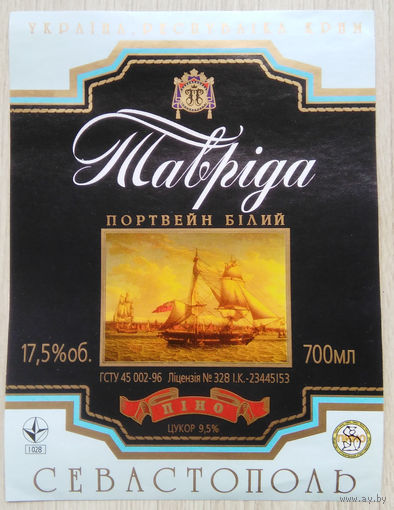 УКРАЇНА, РЕСПУБЛІКА КРИМ
Тавріда
ПОРТВЕЙН БІЛИЙ
17,5%об.
700мл
ГСТУ 45 002-96 Ліцензія № 328 І.К.-23445153
ПІНО
ЦУКОР 9,5%
1028
СЕВАСТОПОЛЬ
www.ay.by